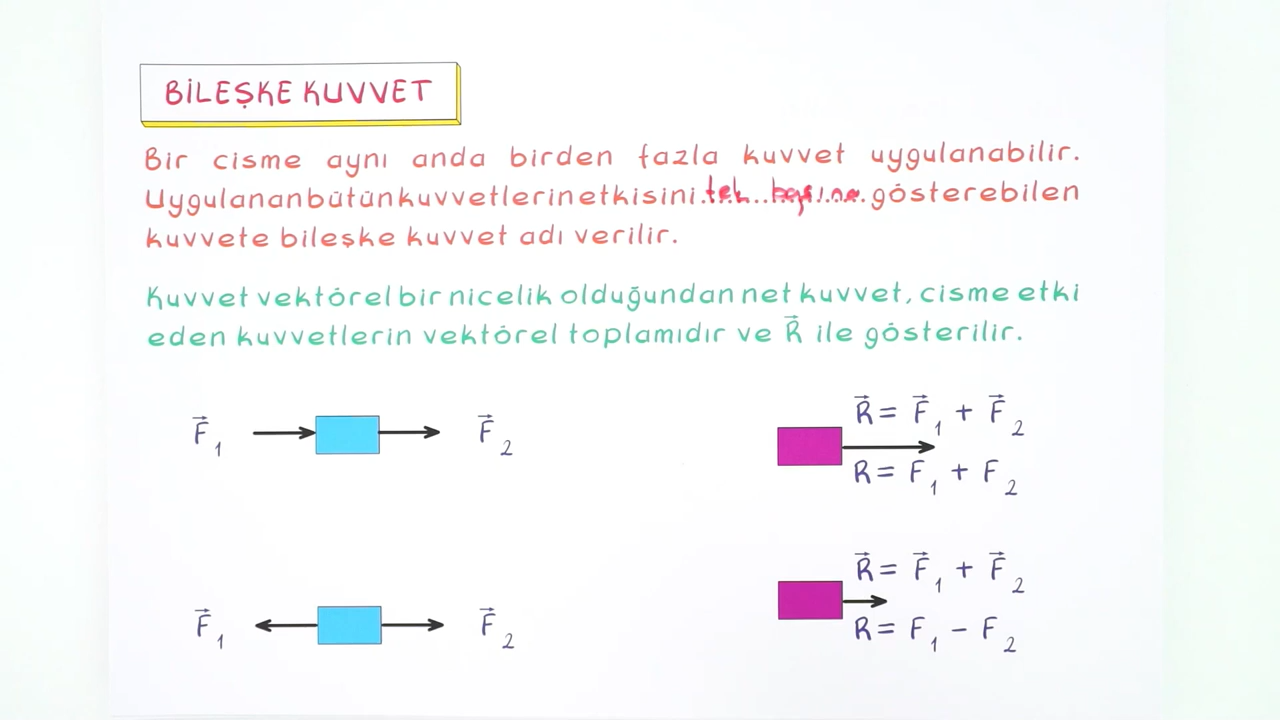 BİLEŞKE KUVVET
Bir cisme aynı anda birden fazla kuvvet uygulanabilir.
Uygulanan bütün kuvvetlerin etkisini tek başına gösterebilen
kuvvete bileşke kuvvet adı verilir.
Kuvvet vektörel bir nicelik olduğundan net kuvvet, cisme etki
eden kuvvetlerin vektörel toplamıdır ve R⃗ ile gösterilir.
F⃗₁ F⃗₂
R⃗ = F⃗₁ + F⃗₂
R = F₁ + F₂
F⃗₁ F⃗₂
R⃗ = F⃗₁ + F⃗₂
R = F₁ − F₂